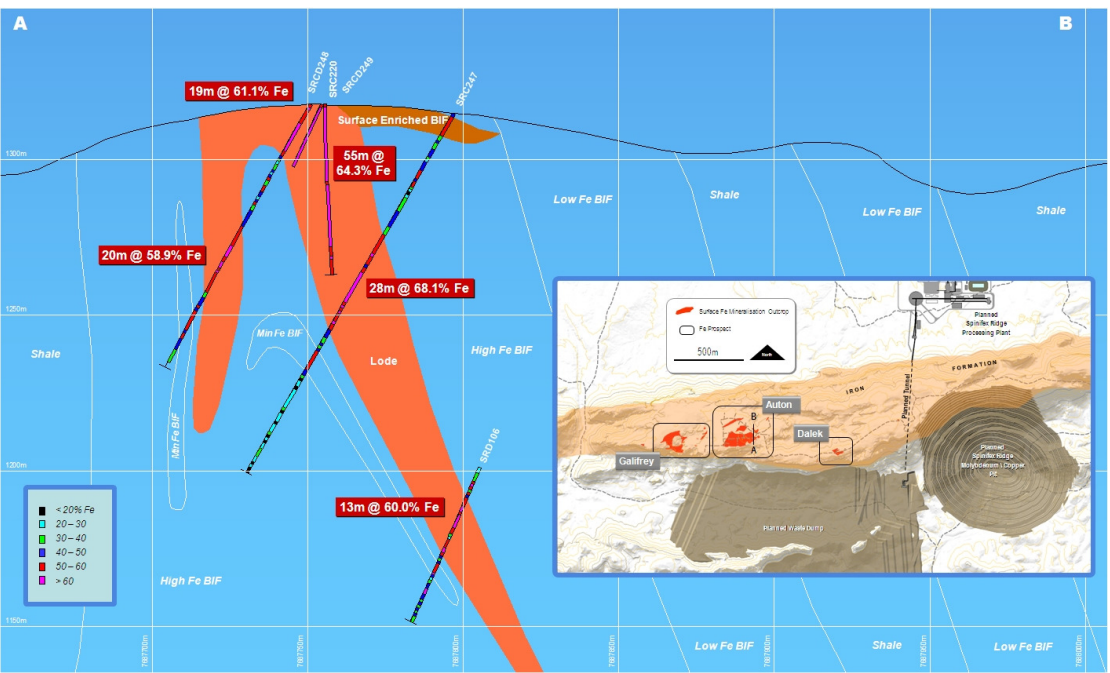 A
B
SRCD248
SRC220
SRCD249
SRC247
19m @ 61.1% Fe
Surface Enriched BIF
55m @
64.3% Fe
1300m
Low Fe BIF
Shale
Low Fe BIF
Shale
20m @ 58.9% Fe
28m @ 68.1% Fe
1250m
Min Fe BIF
Shale
Lode
High Fe BIF
Min Fe BIF
SRD106
1200m
13m @ 60.0% Fe
< 20% Fe
20 – 30
30 – 40
40 – 50
50 – 60
> 60
High Fe BIF
1150m
Low Fe BIF
Shale
Low Fe BIF
7687700m
7687750m
7687800m
7687850m
7687900m
Surface Fe Mineralisation Outcrop
Fe Prospect
500m
North
Planned
Spinifex Ridge
Processing Plant
IRON
FORMATION
Planned Tunnel
Auton
B
A
Dalek
Galifrey
Planned
Spinifex Ridge
Molybdenum \ Copper
Pit
Planned Waste Dump